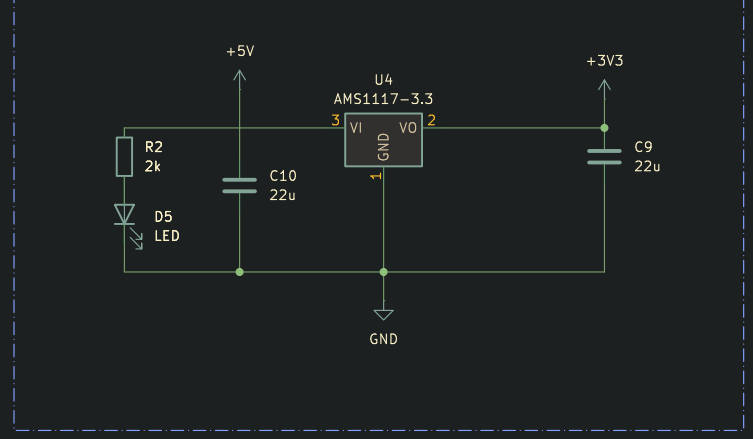 +5V
+3V3
U4
AMS1117-3.3
3
VI
VO
2
GND
1
R2
2k
C10
22u
C9
22u
D5
LED
GND